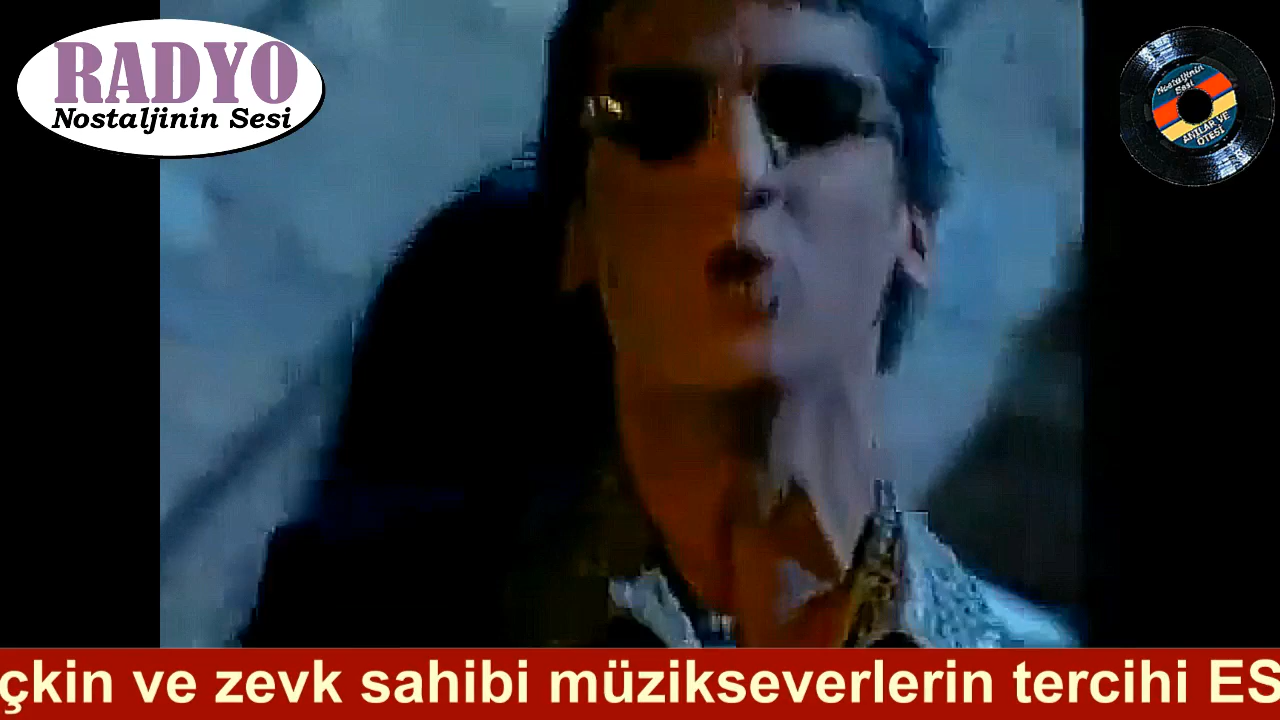 RADYO
Nostaljinin Sesi
Nostaljinin
Sesi
ANILAR VE
ÖTESİ
çkin ve zevk sahibi müzikseverlerin tercihi ES